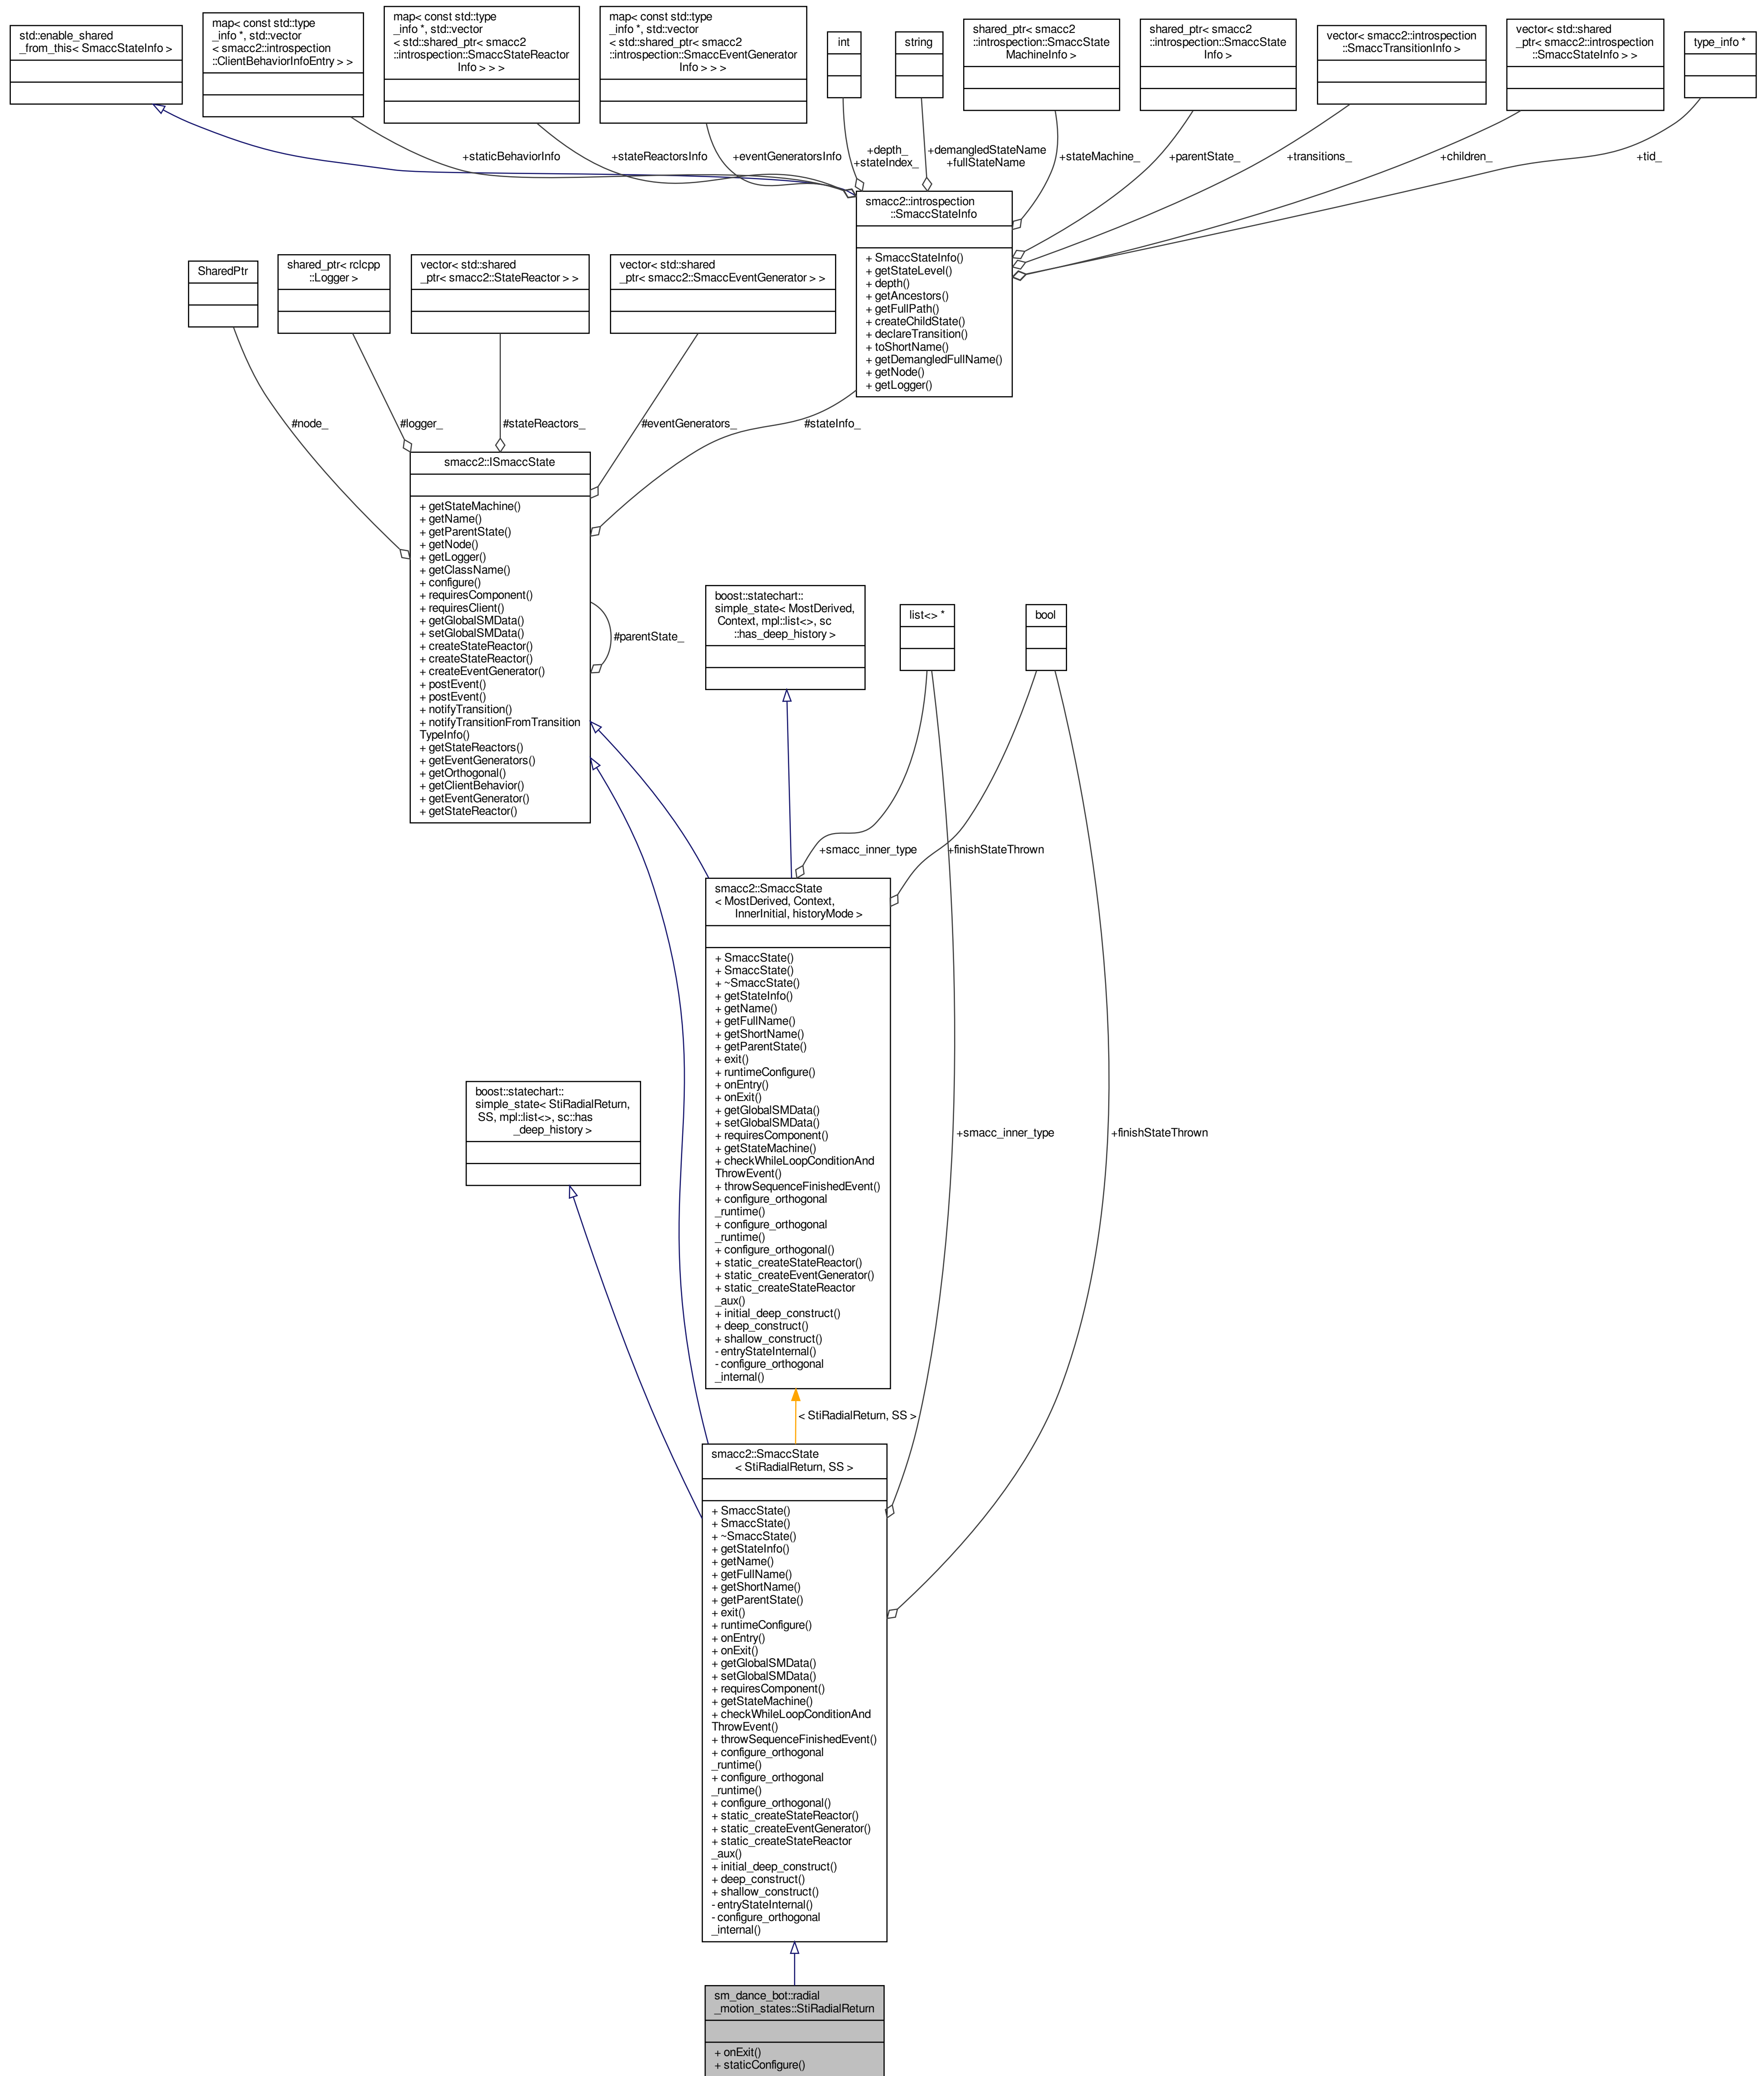 std::enable_shared
_from_this< SmaccStateInfo >
map< const std::type
_info *, std::vector
< smacc2::introspection
::ClientBehaviorInfoEntry > >
map< const std::type
_info *, std::vector
< std::shared_ptr< smacc2
::introspection::SmaccStateReactor
Info > > >
map< const std::type
_info *, std::vector
< std::shared_ptr< smacc2
::introspection::SmaccEventGenerator
Info > > >
int
string
shared_ptr< smacc2
::introspection::SmaccState
MachineInfo >
shared_ptr< smacc2
::introspection::SmaccState
Info >
vector< smacc2::introspection
::SmaccTransitionInfo >
vector< std::shared
_ptr< smacc2::introspection
::SmaccStateInfo > >
type_info *
+staticBehaviorInfo
+stateReactorsInfo
+eventGeneratorsInfo
+depth_
+stateIndex_
+demangledStateName
+fullStateName
+stateMachine_
+parentState_
+transitions_
+children_
+tid_
smacc2::introspection
::SmaccStateInfo
+ SmaccStateInfo()
+ getStateLevel()
+ depth()
+ getAncestors()
+ getFullPath()
+ createChildState()
+ declareTransition()
+ toShortName()
+ getDemangledFullName()
+ getNode()
+ getLogger()
SharedPtr
shared_ptr< rclcpp
::Logger >
vector< std::shared
_ptr< smacc2::StateReactor > >
vector< std::shared
_ptr< smacc2::SmaccEventGenerator > >
#node_
#logger_
#stateReactors_
#eventGenerators_
#stateInfo_
smacc2::ISmaccState
+ getStateMachine()
+ getName()
+ getParentState()
+ getNode()
+ getLogger()
+ getClassName()
+ configure()
+ requiresComponent()
+ requiresClient()
+ getGlobalSMData()
+ setGlobalSMData()
+ createStateReactor()
+ createStateReactor()
+ createEventGenerator()
+ postEvent()
+ postEvent()
+ notifyTransition()
+ notifyTransitionFromTransition
TypeInfo()
+ getStateReactors()
+ getEventGenerators()
+ getOrthogonal()
+ getClientBehavior()
+ getEventGenerator()
+ getStateReactor()
#parentState_
boost::statechart::
simple_state< MostDerived,
Context, mpl::list<>, sc
::has_deep_history >
list<> *
bool
+smacc_inner_type
+finishStateThrown
smacc2::SmaccState
< MostDerived, Context,
InnerInitial, historyMode >
+ SmaccState()
+ SmaccState()
+ ~SmaccState()
+ getStateInfo()
+ getName()
+ getFullName()
+ getShortName()
+ getParentState()
+ exit()
+ runtimeConfigure()
+ onEntry()
+ onExit()
+ getGlobalSMData()
+ setGlobalSMData()
+ requiresComponent()
+ getStateMachine()
+ checkWhileLoopConditionAnd
ThrowEvent()
+ throwSequenceFinishedEvent()
+ configure_orthogonal
_runtime()
+ configure_orthogonal
_runtime()
+ configure_orthogonal()
+ static_createStateReactor()
+ static_createEventGenerator()
+ static_createStateReactor
_aux()
+ initial_deep_construct()
+ deep_construct()
+ shallow_construct()
- entryStateInternal()
- configure_orthogonal
_internal()
boost::statechart::
simple_state< StiRadialReturn,
SS, mpl::list<>, sc::has
_deep_history >
+smacc_inner_type
+finishStateThrown
< StiRadialReturn, SS >
smacc2::SmaccState
< StiRadialReturn, SS >
+ SmaccState()
+ SmaccState()
+ ~SmaccState()
+ getStateInfo()
+ getName()
+ getFullName()
+ getShortName()
+ getParentState()
+ exit()
+ runtimeConfigure()
+ onEntry()
+ onExit()
+ getGlobalSMData()
+ setGlobalSMData()
+ requiresComponent()
+ getStateMachine()
+ checkWhileLoopConditionAnd
ThrowEvent()
+ throwSequenceFinishedEvent()
+ configure_orthogonal
_runtime()
+ configure_orthogonal
_runtime()
+ configure_orthogonal()
+ static_createStateReactor()
+ static_createEventGenerator()
+ static_createStateReactor
_aux()
+ initial_deep_construct()
+ deep_construct()
+ shallow_construct()
- entryStateInternal()
- configure_orthogonal
_internal()
sm_dance_bot::radial
_motion_states::StiRadialReturn
+ onExit()
+ staticConfigure()